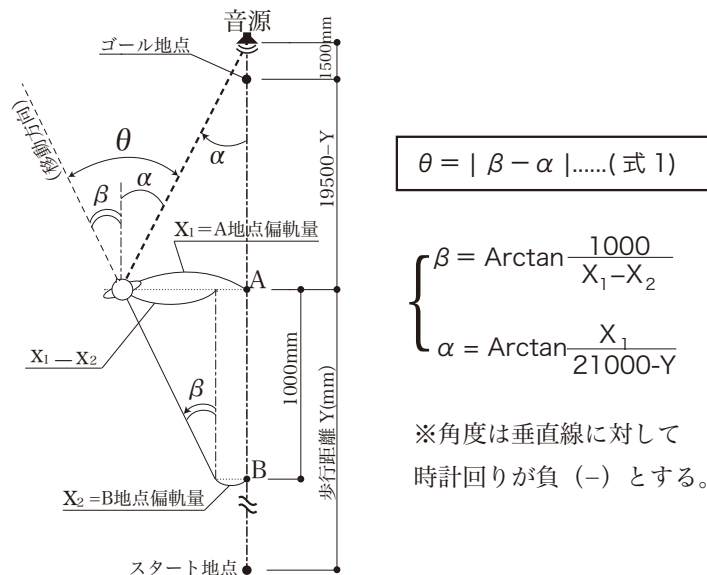 音源
ゴール地点
1500mm
(移動方向)
θ
α
β
α
19500−Y
X₁＝A地点偏軌量
A
X₁ — X₂
1000mm
β
歩行距離 Y(mm)
B
X₂ =B地点偏軌量
スタート地点
θ = | β − α |......( 式 1)
β = Arctan 1000 / X₁−X₂
α = Arctan X₁ / 21000-Y
※角度は垂直線に対して
時計回りが負（−）とする。